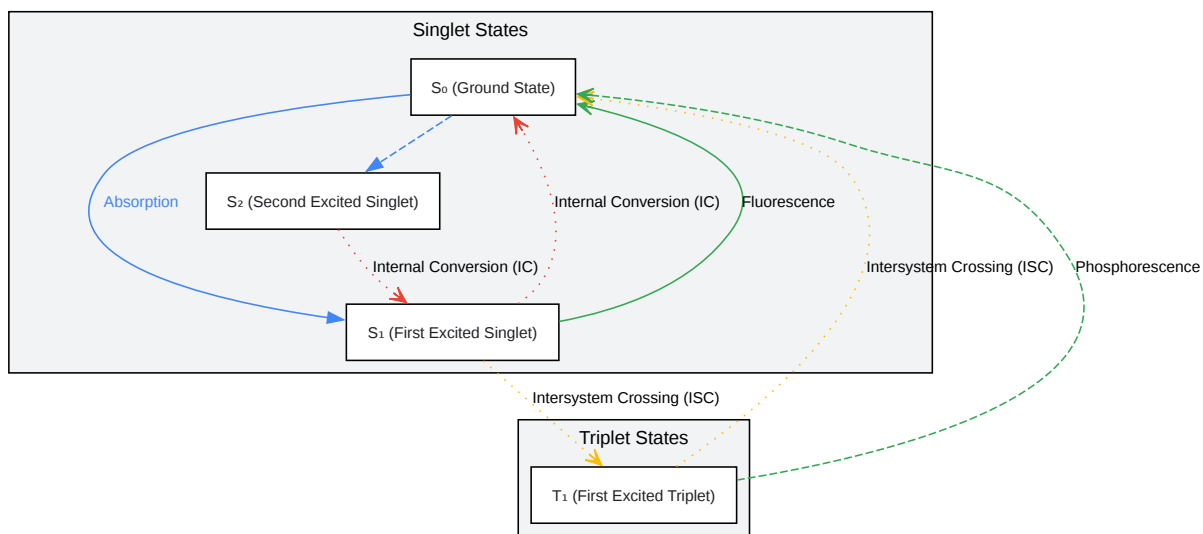 Singlet States
S₀ (Ground State)
Absorption
S₂ (Second Excited Singlet)
Internal Conversion (IC)
Fluorescence
Internal Conversion (IC)
Intersystem Crossing (ISC)
Phosphorescence
S₁ (First Excited Singlet)
Intersystem Crossing (ISC)
Triplet States
T₁ (First Excited Triplet)